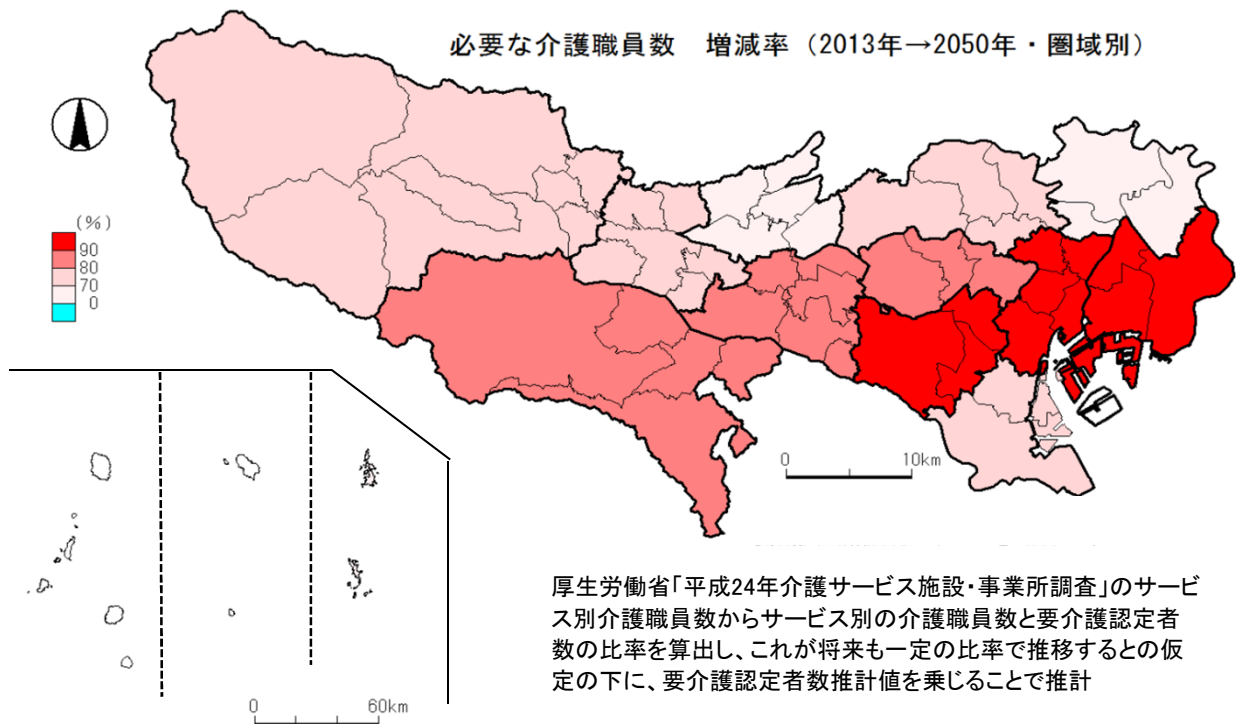 必要な介護職員数　増減率（2013年→2050年・圏域別）
(%)
90
80
70
0
0 10km
厚生労働省「平成24年介護サービス施設・事業所調査」のサービ
ス別介護職員数からサービス別の介護職員数と要介護認定者
数の比率を算出し、これが将来も一定の比率で推移するとの仮
定の下に、要介護認定者数推計値を乗じることで推計
0 60km